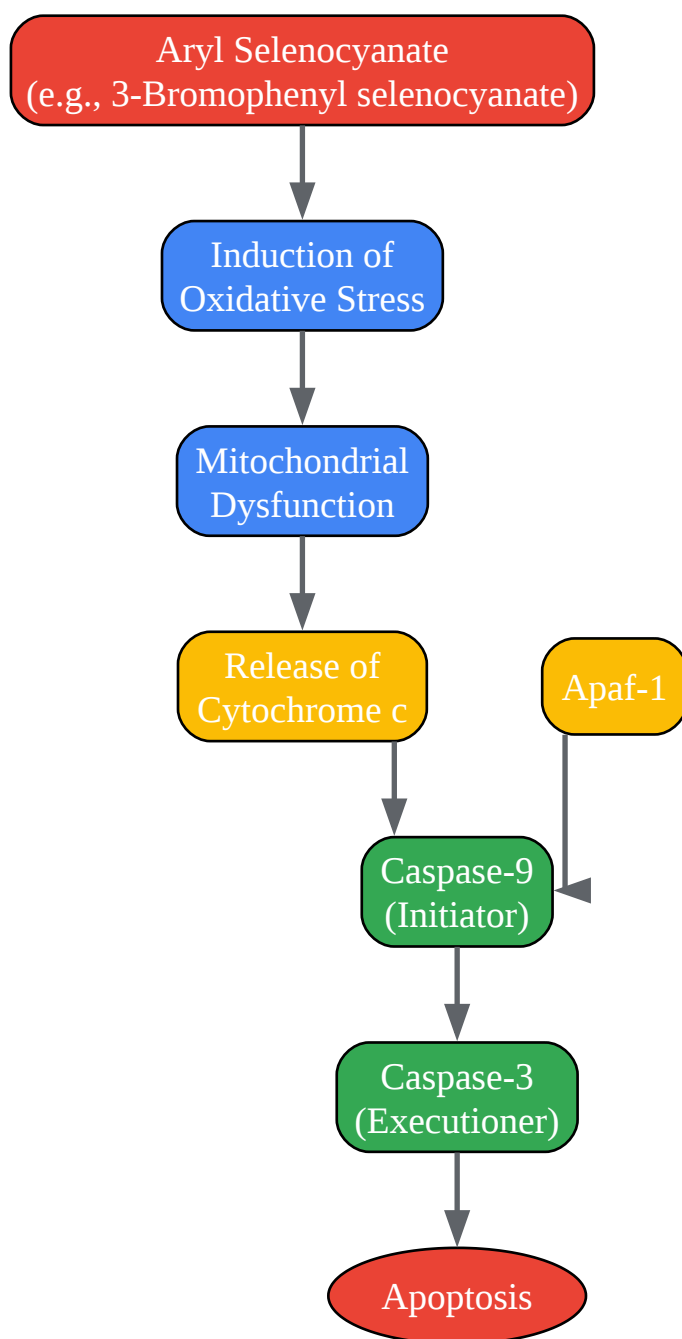 Aryl Selenocyanate
(e.g., 3-Bromophenyl selenocyanate)
Induction of
Oxidative Stress
Mitochondrial
Dysfunction
Release of
Cytochrome c
Apaf-1
Caspase-9
(Initiator)
Caspase-3
(Executioner)
Apoptosis